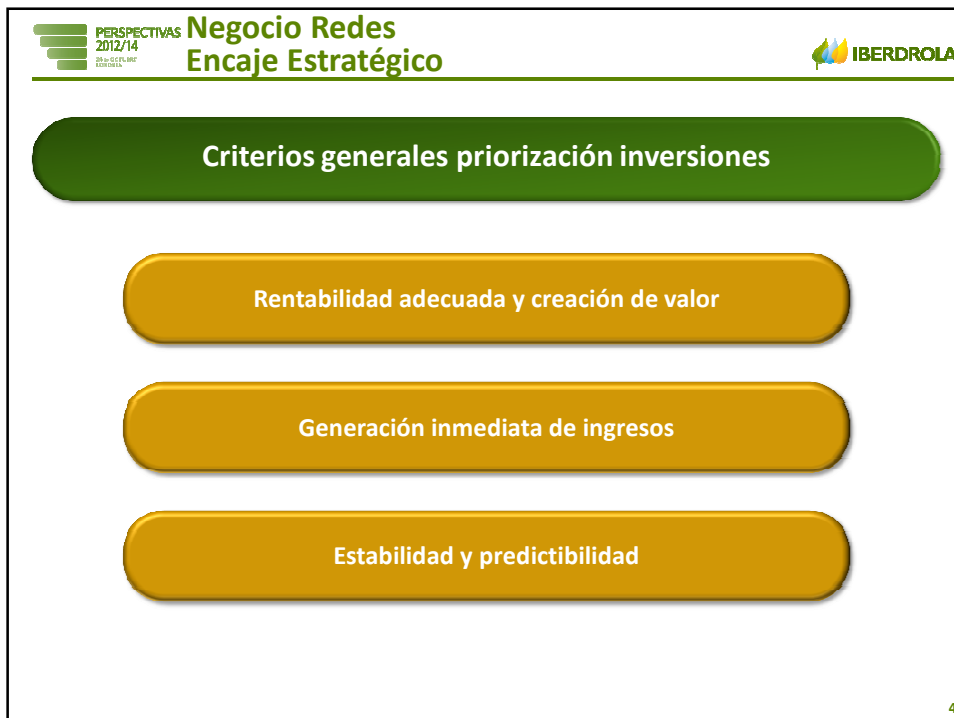 PERSPECTIVAS
2012/14
Negocio Redes
Encaje Estratégico
IBERDROLA
Criterios generales priorización inversiones
Rentabilidad adecuada y creación de valor
Generación inmediata de ingresos
Estabilidad y predictibilidad
4